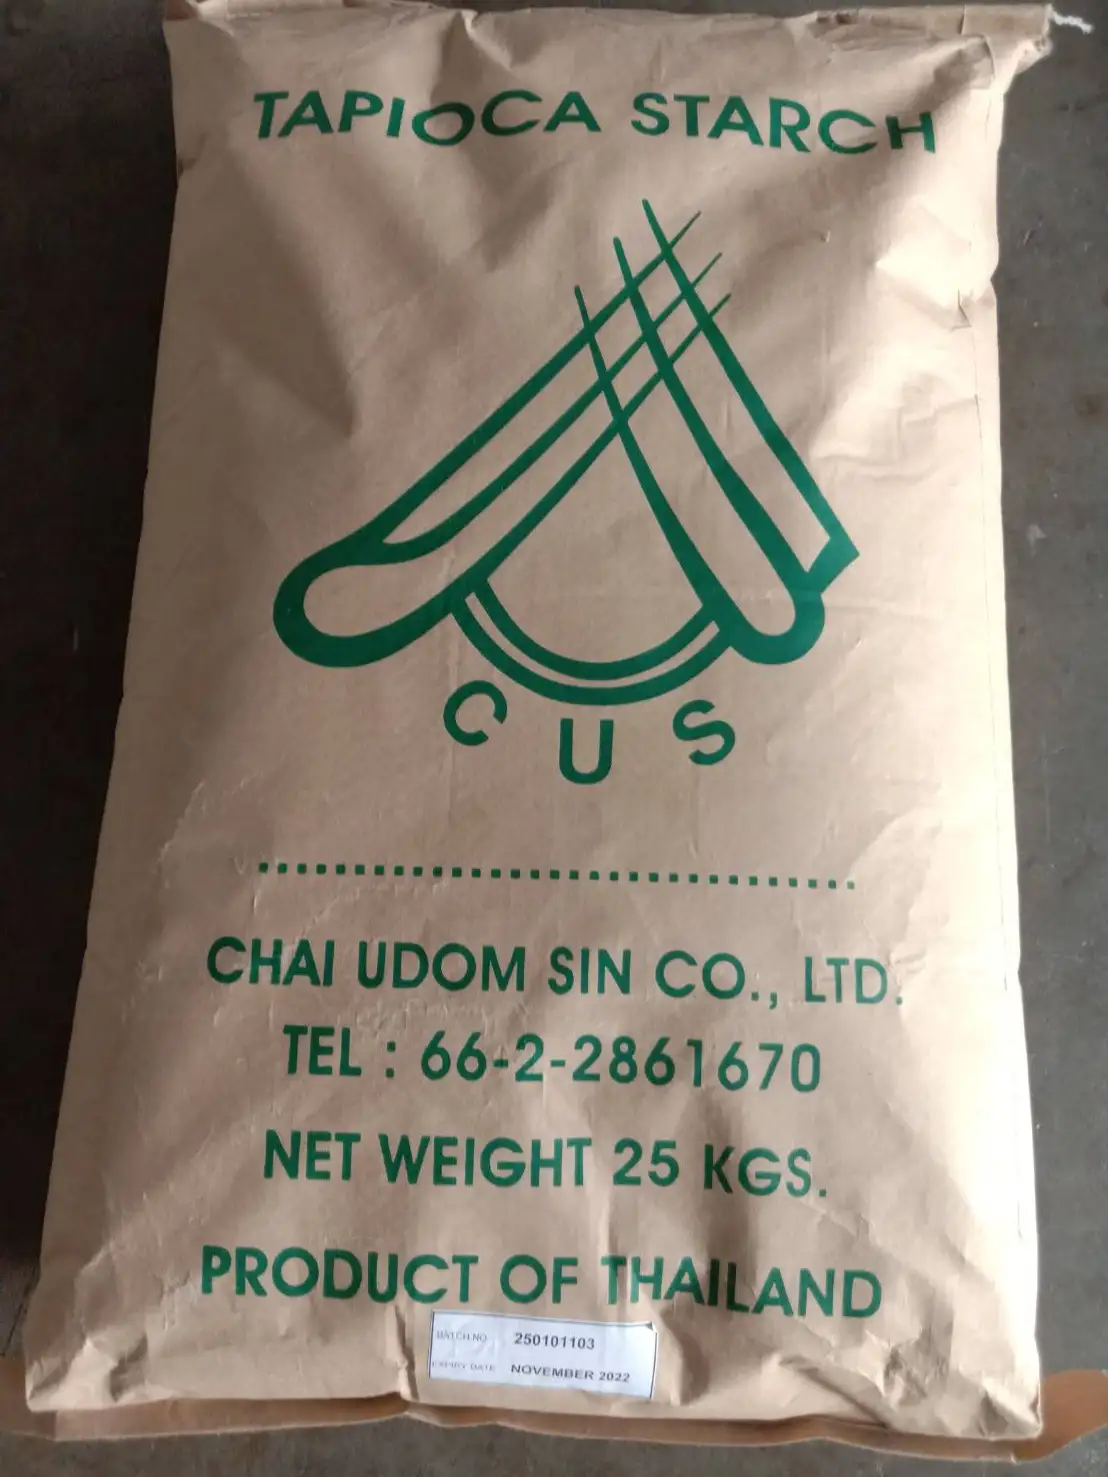 TAPIOCA STARCH
CUS
CHAI UDOM SIN CO., LTD.
TEL : 66-2-2861670
NET WEIGHT 25 KGS.
PRODUCT OF THAILAND
BATCH NO 250101103
EXPIRY DATE NOVEMBER 2022